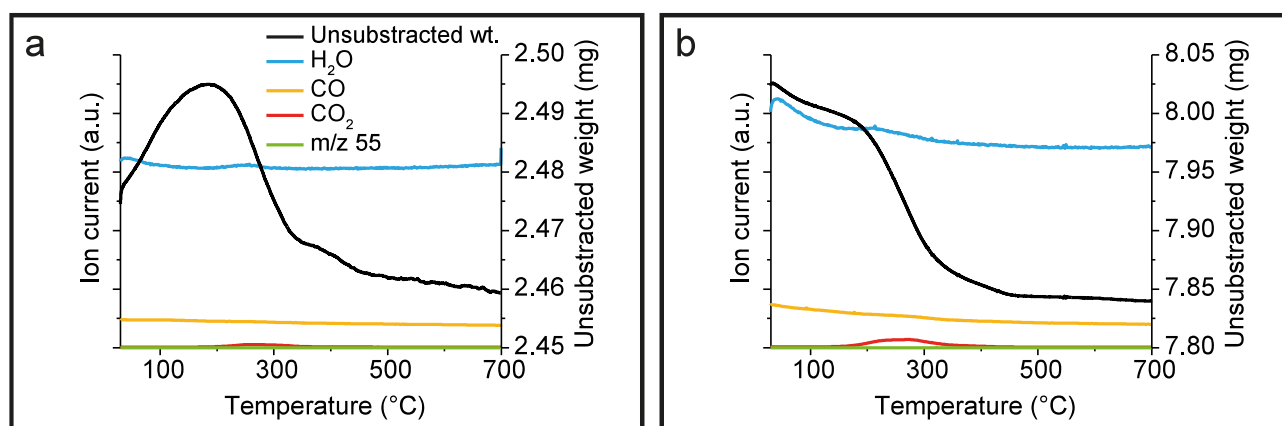 a
Unsubstracted wt.
H₂O
CO
CO₂
m/z 55
Ion current (a.u.)
2.50
2.49
2.48
2.47
2.46
2.45
Unsubstracted weight (mg)
100
300
500
700
Temperature (°C)
b
Ion current (a.u.)
8.05
8.00
7.95
7.90
7.85
7.80
Unsubstracted weight (mg)
100
300
500
700
Temperature (°C)